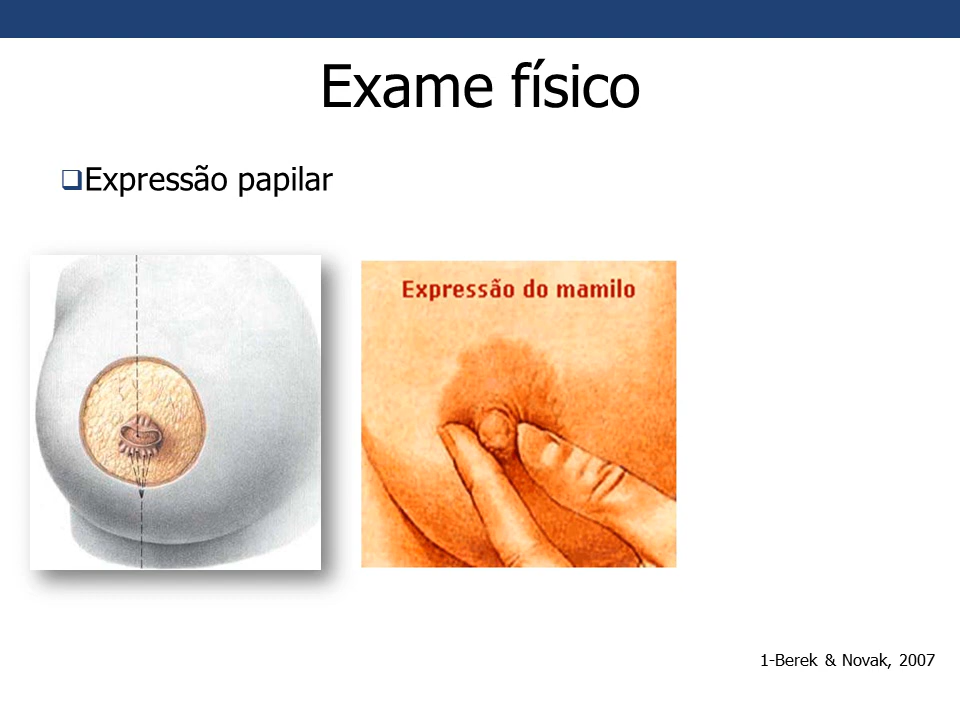 Exame físico
Expressão papilar
Expressão do mamilo
1-Berek & Novak, 2007